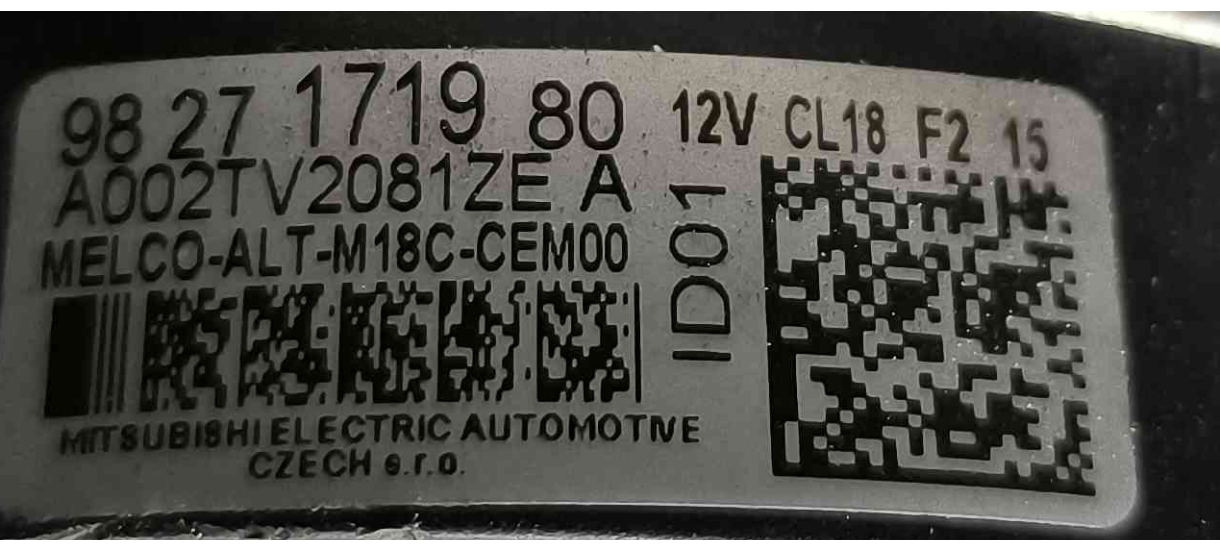 98 27 1719 80 12V CL18 F2 15
A002TV2081ZE A
MELCO-ALT-M18C-CEM00
ID01
MITSUBISHI ELECTRIC AUTOMOTIVE
CZECH s.r.o.